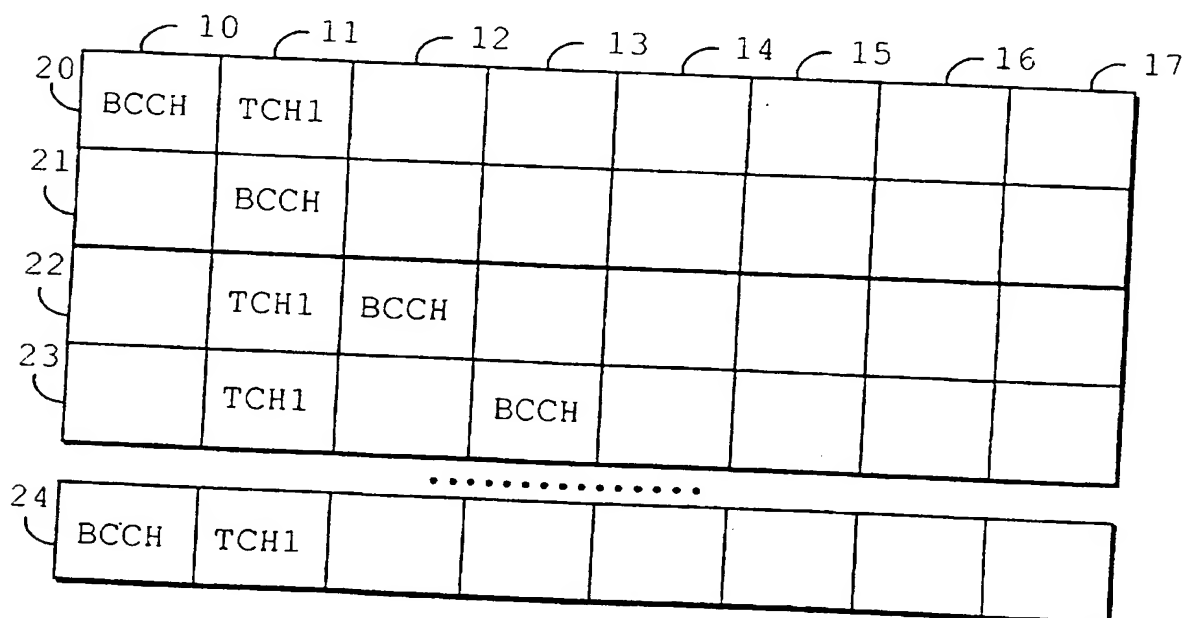 10 11 12 13 14 15 16 17
20 BCCH TCH1
21 BCCH
22 TCH1 BCCH
23 TCH1 BCCH
24 BCCH TCH1